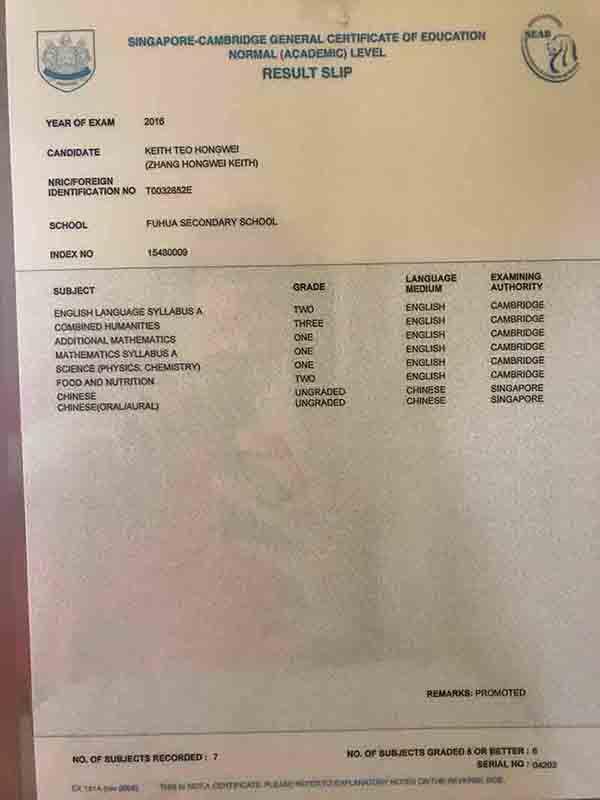 SINGAPORE-CAMBRIDGE GENERAL CERTIFICATE OF EDUCATION
NORMAL (ACADEMIC) LEVEL
RESULT SLIP
SEAB
YEAR OF EXAM 2016
CANDIDATE KEITH TEO HONGWEI
(ZHANG HONGWEI KEITH)
NRIC/FOREIGN
IDENTIFICATION NO T0032852E
SCHOOL FUHUA SECONDARY SCHOOL
INDEX NO 15480009
SUBJECT GRADE LANGUAGE MEDIUM EXAMINING AUTHORITY
ENGLISH LANGUAGE SYLLABUS A TWO ENGLISH CAMBRIDGE
COMBINED HUMANITIES THREE ENGLISH CAMBRIDGE
ADDITIONAL MATHEMATICS ONE ENGLISH CAMBRIDGE
MATHEMATICS SYLLABUS A ONE ENGLISH CAMBRIDGE
SCIENCE (PHYSICS, CHEMISTRY) ONE ENGLISH CAMBRIDGE
FOOD AND NUTRITION TWO ENGLISH CAMBRIDGE
CHINESE UNGRADED CHINESE SINGAPORE
CHINESE(ORAL/AURAL) UNGRADED CHINESE SINGAPORE
REMARKS: PROMOTED
NO. OF SUBJECTS RECORDED : 7 NO. OF SUBJECTS GRADED 5 OR BETTER : 6
SERIAL NO : 04203
THIS IS NOT A CERTIFICATE. PLEASE REFER TO EXPLANATORY NOTES ON THE REVERSE SIDE.